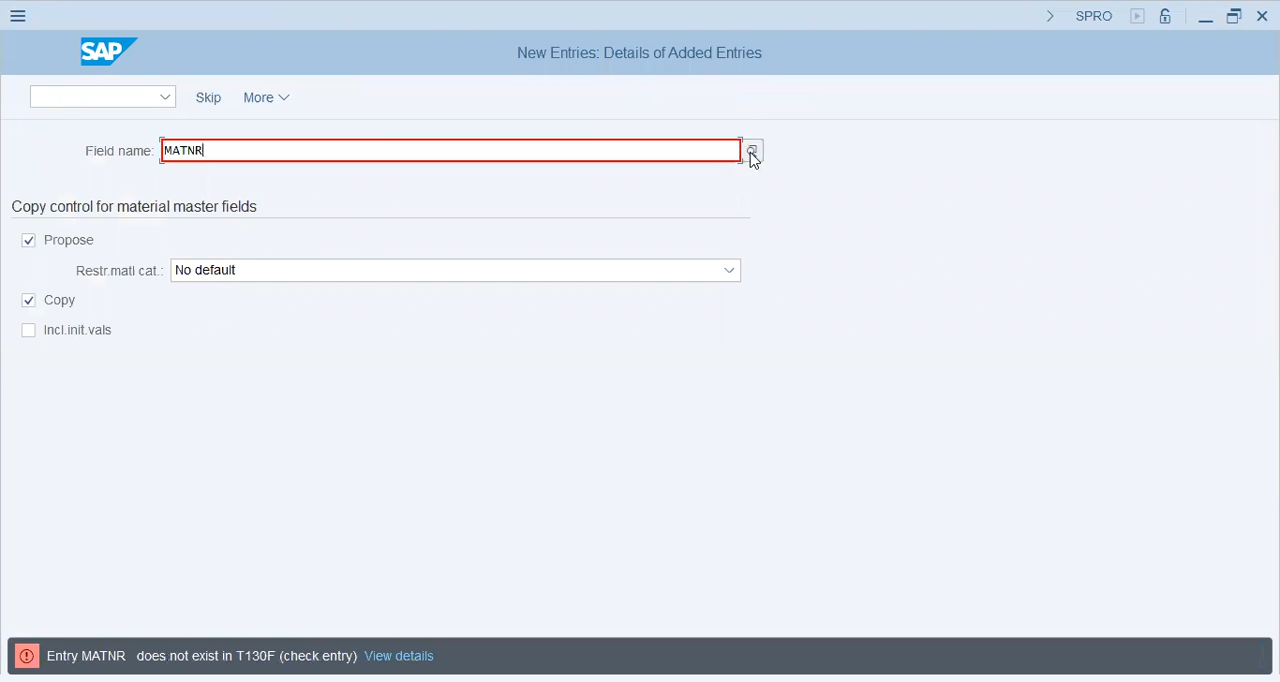 SPRO
SAP
New Entries: Details of Added Entries
Skip
More
Field name:
MATNR
Copy control for material master fields
Propose
Restr.matl cat.:
No default
Copy
Incl.init.vals
Entry MATNR does not exist in T130F (check entry) View details